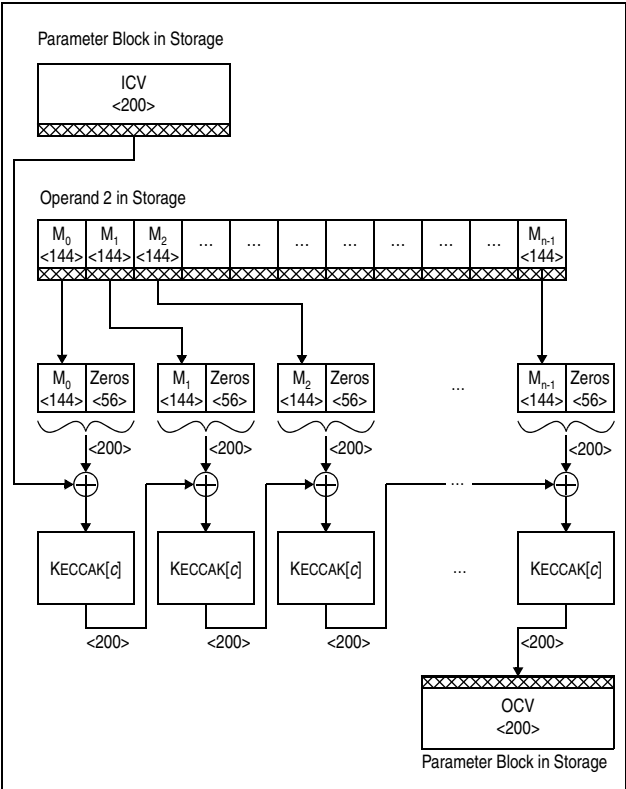 Parameter Block in Storage
ICV
<200>
Operand 2 in Storage
M0 M1 M2 ... ... ... ... ... ... ... Mn-1
<144> <144> <144> <144>
M0 Zeros M1 Zeros M2 Zeros ... Mn-1 Zeros
<144> <56> <144> <56> <144> <56> <144> <56>
<200> <200> <200> <200>
...
KECCAK[c] KECCAK[c] KECCAK[c] ... KECCAK[c]
<200> <200> <200> <200>
OCV
<200>
Parameter Block in Storage